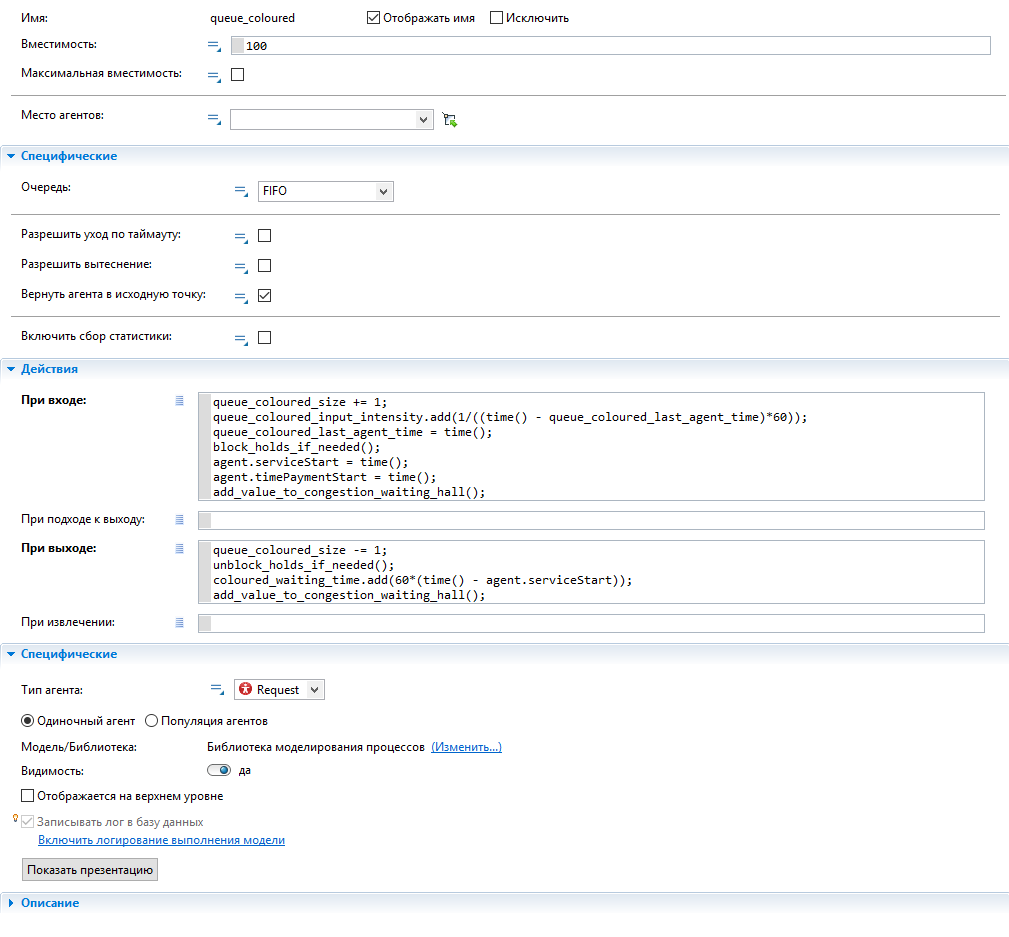 Имя: queue_coloured Отображать имя Исключить
Вместимость: 100
Максимальная вместимость:
Место агентов:
Специфические
Очередь: FIFO
Разрешить уход по таймауту:
Разрешить вытеснение:
Вернуть агента в исходную точку:
Включить сбор статистики:
Действия
При входе: queue_coloured_size += 1;
queue_coloured_input_intensity.add(1/((time() - queue_coloured_last_agent_time)*60));
queue_coloured_last_agent_time = time();
block_holds_if_needed();
agent.serviceStart = time();
agent.timePaymentStart = time();
add_value_to_congestion_waiting_hall();
При подходе к выходу:
При выходе: queue_coloured_size -= 1;
unblock_holds_if_needed();
coloured_waiting_time.add(60*(time() - agent.serviceStart));
add_value_to_congestion_waiting_hall();
При извлечении:
Специфические
Тип агента: Request
Одиночный агент Популяция агентов
Модель/Библиотека: Библиотека моделирования процессов (Изменить...)
Видимость: да
Отображается на верхнем уровне
Записывать лог в базу данных
Включить логирование выполнения модели
Показать презентацию
Описание